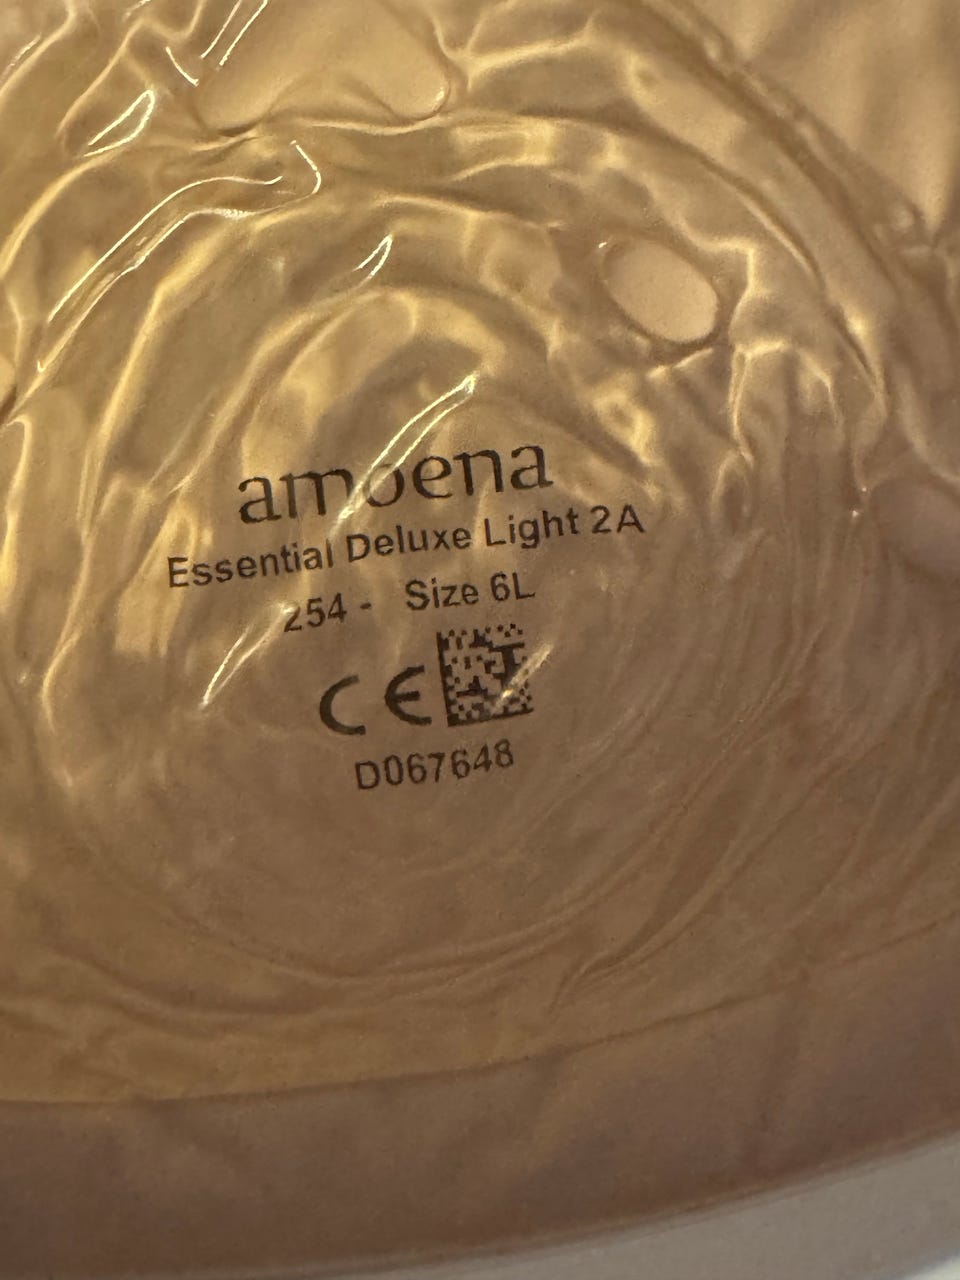 amoena
Essential Deluxe Light 2A
254 - Size 6L
CE
D067648